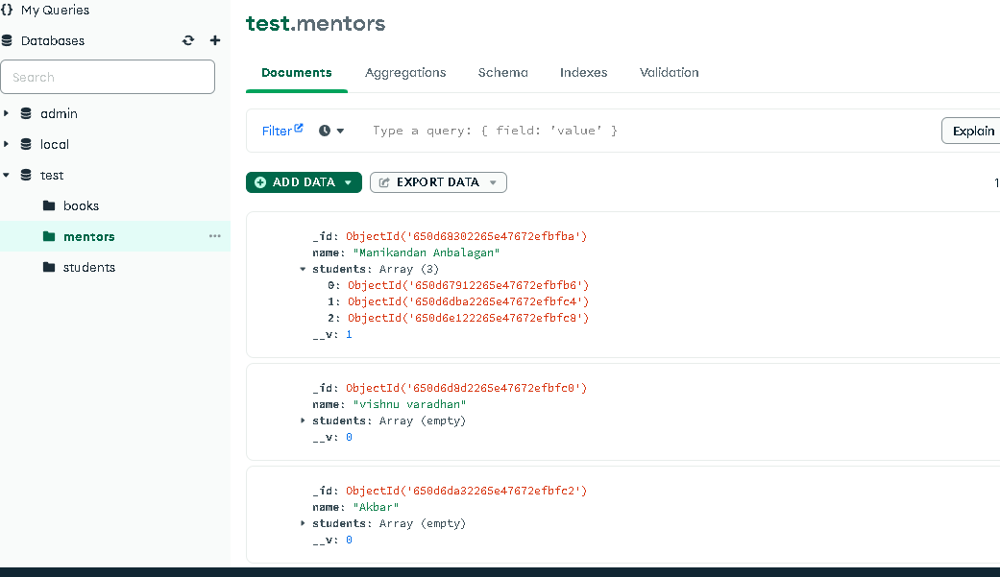 My Queries
Databases
Search
admin
local
test
books
mentors
students
test.mentors
Documents Aggregations Schema Indexes Validation
Filter Type a query: { field: 'value' } Explain
ADD DATA EXPORT DATA 1
_id: ObjectId('650d68302265e47672efbfba')
name: "Manikandan Anbalagan"
students: Array (3)
0: ObjectId('650d67912265e47672efbfb6')
1: ObjectId('650d6dba2265e47672efbfc4')
2: ObjectId('650d6e122265e47672efbfc8')
__v: 1
_id: ObjectId('650d6d8d2265e47672efbfc0')
name: "vishnu varadhan"
students: Array (empty)
__v: 0
_id: ObjectId('650d6da32265e47672efbfc2')
name: "Akbar"
students: Array (empty)
__v: 0